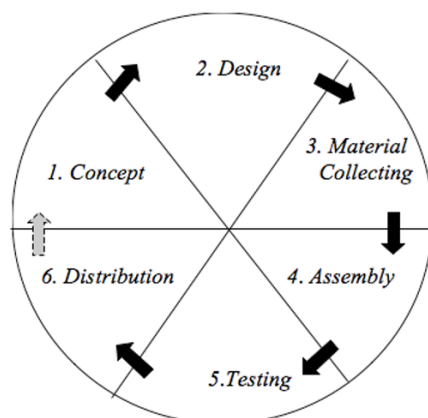 1. Concept
2. Design
3. Material
Collecting
4. Assembly
5.Testing
6. Distribution